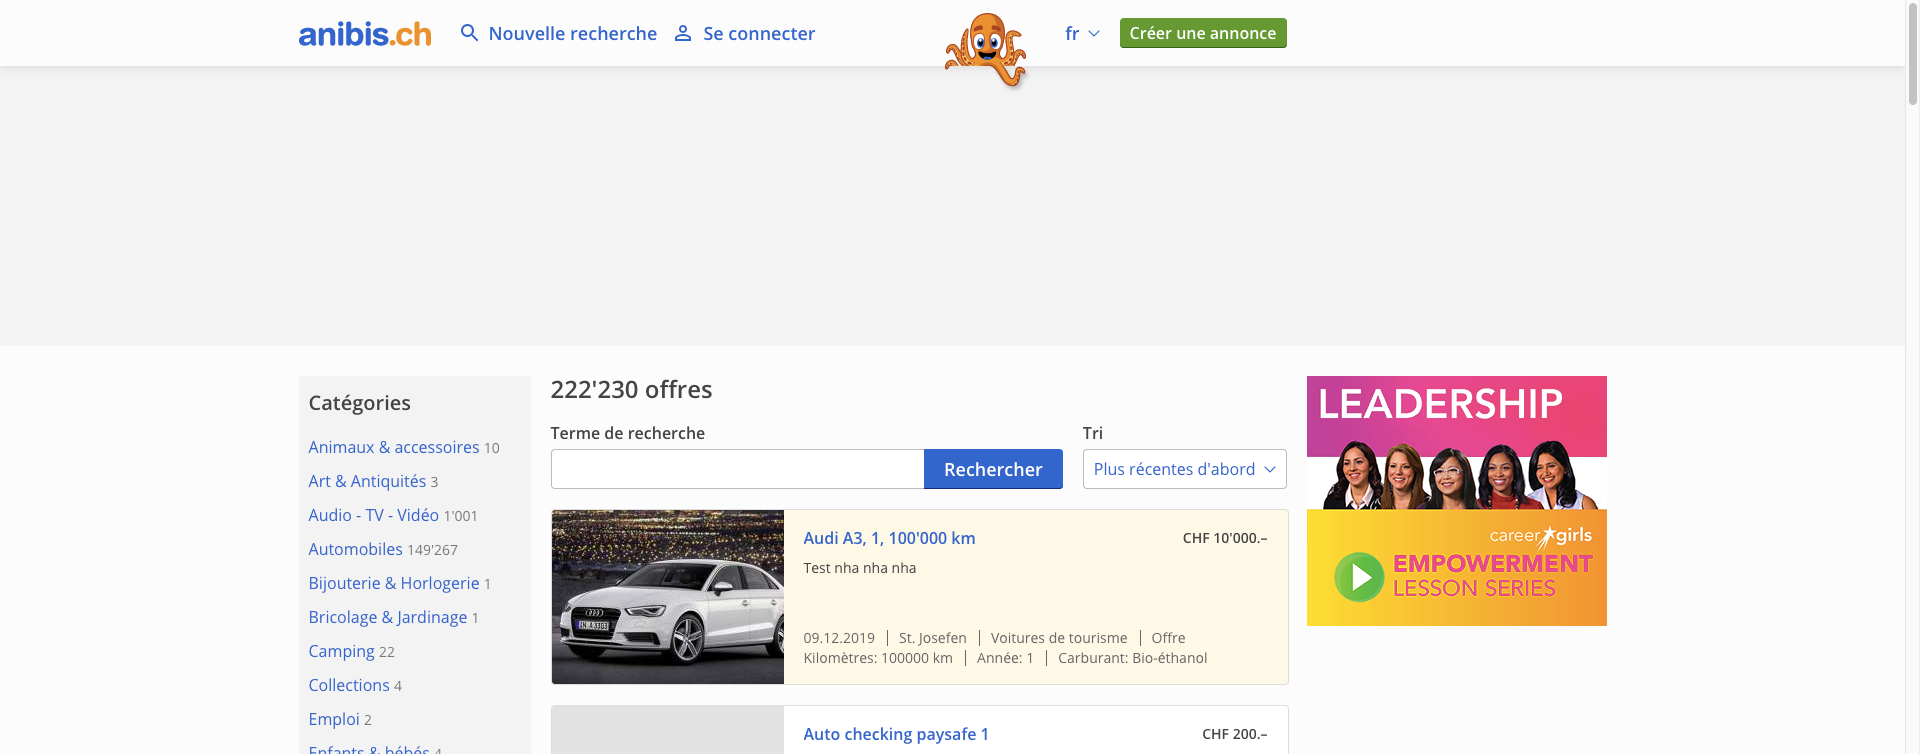 anibis.ch
Nouvelle recherche
Se connecter
fr
Créer une annonce
Catégories
Animaux & accessoires 10
Art & Antiquités 3
Audio - TV - Vidéo 1'001
Automobiles 149'267
Bijouterie & Horlogerie 1
Bricolage & Jardinage 1
Camping 22
Collections 4
Emploi 2
Enfants & bébés 4
222'230 offres
Terme de recherche
Rechercher
Tri
Plus récentes d'abord
Audi A3, 1, 100'000 km
CHF 10'000.–
Test nha nha nha
09.12.2019 | St. Josefen | Voitures de tourisme | Offre
Kilomètres: 100000 km | Année: 1 | Carburant: Bio-éthanol
Auto checking paysafe 1
CHF 200.–
LEADERSHIP
career girls
EMPOWERMENT
LESSON SERIES